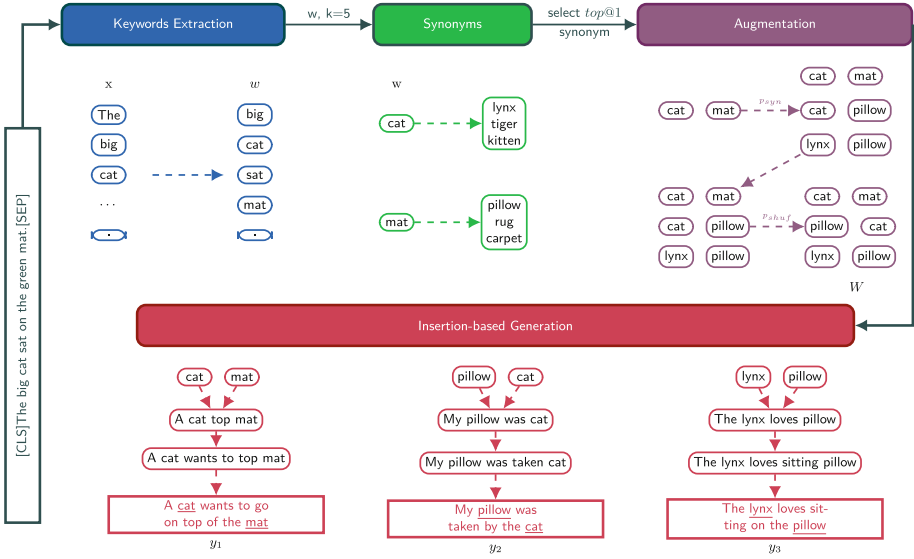 Keywords Extraction
w, k=5
Synonyms
select top@1
synonym
Augmentation
[CLS]The big cat sat on the green mat.[SEP]
x
w
The
big
cat
...
.
big
cat
sat
mat
.
w
cat
lynx
tiger
kitten
mat
pillow
rug
carpet
cat mat
cat mat
p_syn
cat pillow
lynx pillow
cat mat
cat mat
cat pillow
p_shuf
pillow cat
lynx pillow
lynx pillow
W
Insertion-based Generation
cat mat
A cat top mat
A cat wants to top mat
A cat wants to go
on top of the mat
y1
pillow cat
My pillow was cat
My pillow was taken cat
My pillow was
taken by the cat
y2
lynx pillow
The lynx loves pillow
The lynx loves sitting pillow
The lynx loves sit-
ting on the pillow
y3